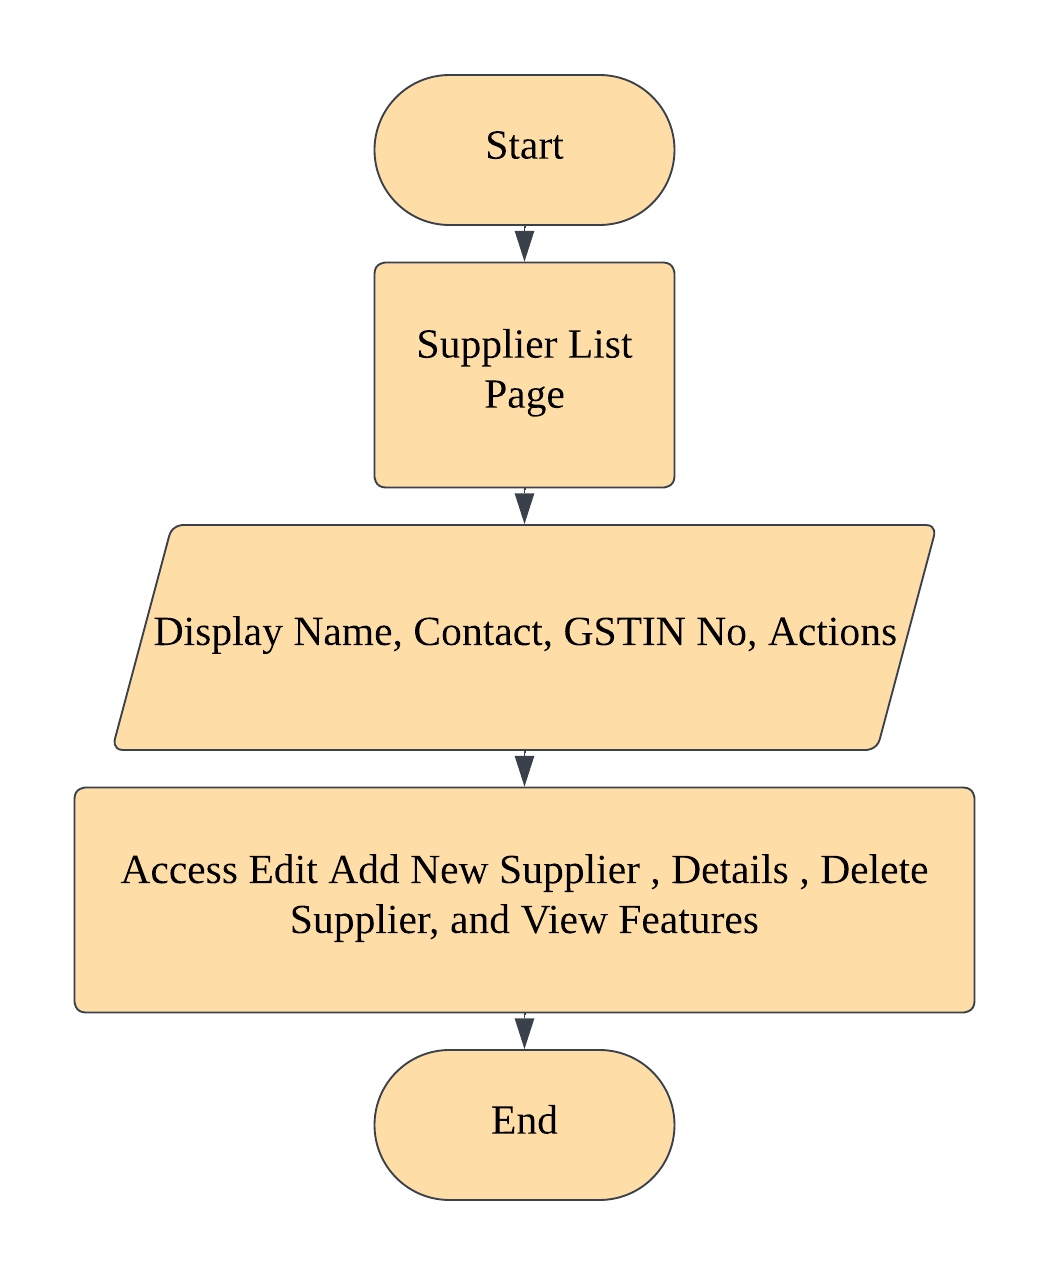 Start
Supplier List
Page
Display Name, Contact, GSTIN No, Actions
Access Edit Add New Supplier , Details , Delete
Supplier, and View Features
End